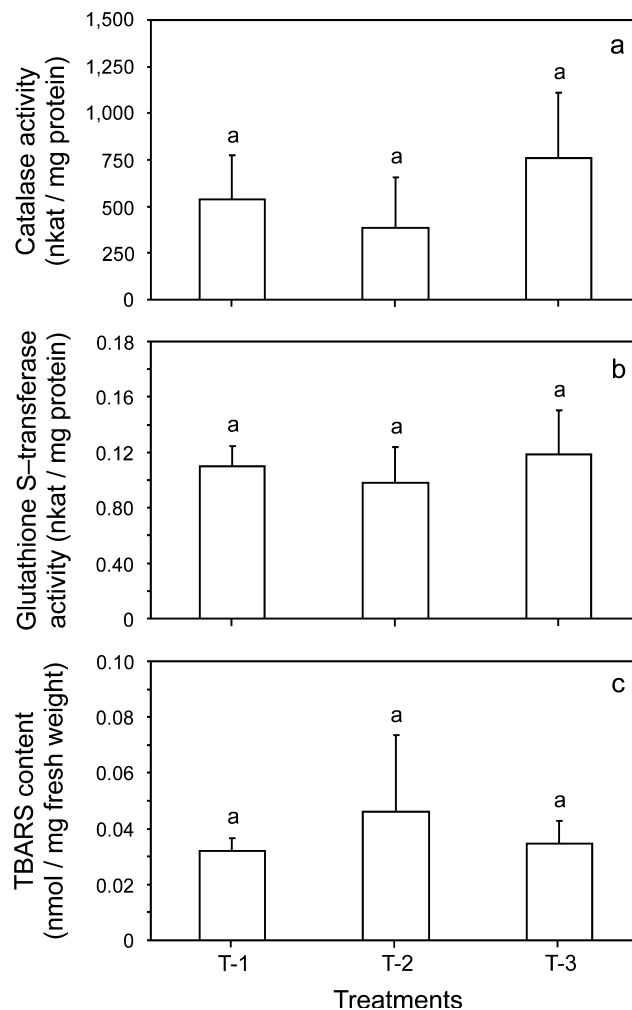 1,500
1,250
1,000
750
500
250
0
Catalase activity
(nkat / mg protein)
a
a
a
a
0.18
0.16
0.12
0.80
0.40
0
Glutathione S–transferase
activity (nkat / mg protein)
b
a
a
a
0.10
0.08
0.06
0.04
0.02
0
TBARS content
(nmol / mg fresh weight)
c
a
a
a
T-1 T-2 T-3
Treatments